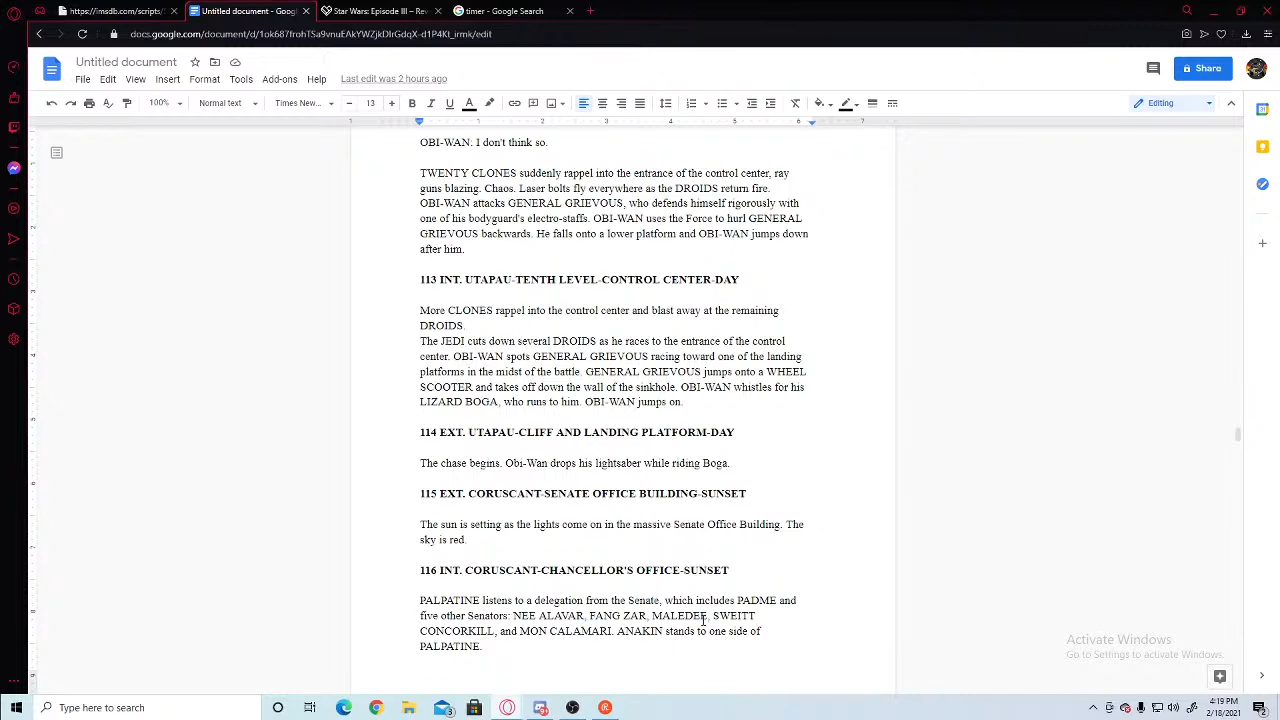 https://imsdb.com/scripts/S
Untitled document - Googl
Star Wars: Episode III – Rev
timer - Google Search
docs.google.com/document/d/1ok687frohTSa9vnuEAkYWZjkDIrGdqX-d1P4Kt_irmk/edit
Untitled document
File Edit View Insert Format Tools Add-ons Help Last edit was 2 hours ago
Share
100% Normal text Times New... 13 B I U A Editing
1 1 2 3 4 5 6 7
OBI-WAN: I don't think so.
TWENTY CLONES suddenly rappel into the entrance of the control center, ray
guns blazing. Chaos. Laser bolts fly everywhere as the DROIDS return fire.
OBI-WAN attacks GENERAL GRIEVOUS, who defends himself rigorously with
one of his bodyguard's electro-staffs. OBI-WAN uses the Force to hurl GENERAL
GRIEVOUS backwards. He falls onto a lower platform and OBI-WAN jumps down
after him.
113 INT. UTAPAU-TENTH LEVEL-CONTROL CENTER-DAY
More CLONES rappel into the control center and blast away at the remaining
DROIDS.
The JEDI cuts down several DROIDS as he races to the entrance of the control
center. OBI-WAN spots GENERAL GRIEVOUS racing toward one of the landing
platforms in the midst of the battle. GENERAL GRIEVOUS jumps onto a WHEEL
SCOOTER and takes off down the wall of the sinkhole. OBI-WAN whistles for his
LIZARD BOGA, who runs to him. OBI-WAN jumps on.
114 EXT. UTAPAU-CLIFF AND LANDING PLATFORM-DAY
The chase begins. Obi-Wan drops his lightsaber while riding Boga.
115 EXT. CORUSCANT-SENATE OFFICE BUILDING-SUNSET
The sun is setting as the lights come on in the massive Senate Office Building. The
sky is red.
116 INT. CORUSCANT-CHANCELLOR'S OFFICE-SUNSET
PALPATINE listens to a delegation from the Senate, which includes PADME and
five other Senators: NEE ALAVAR, FANG ZAR, MALEDEE, SWEITT
CONCORKILL, and MON CALAMARI. ANAKIN stands to one side of
PALPATINE.
Activate Windows
Go to Settings to activate Windows.
Type here to search
4:19 PM
2/16/2021